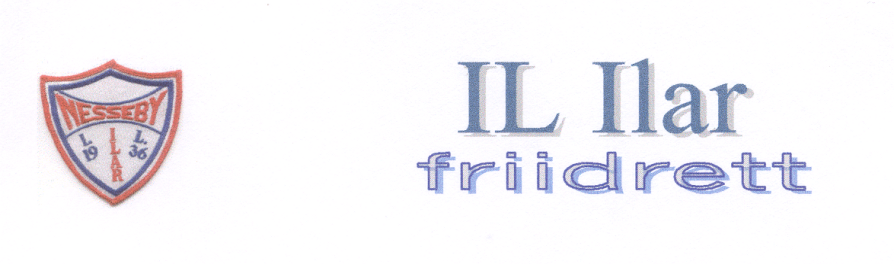 NESSEBY
I. L.
19 36
ILAR
IL Ilar
friidrett